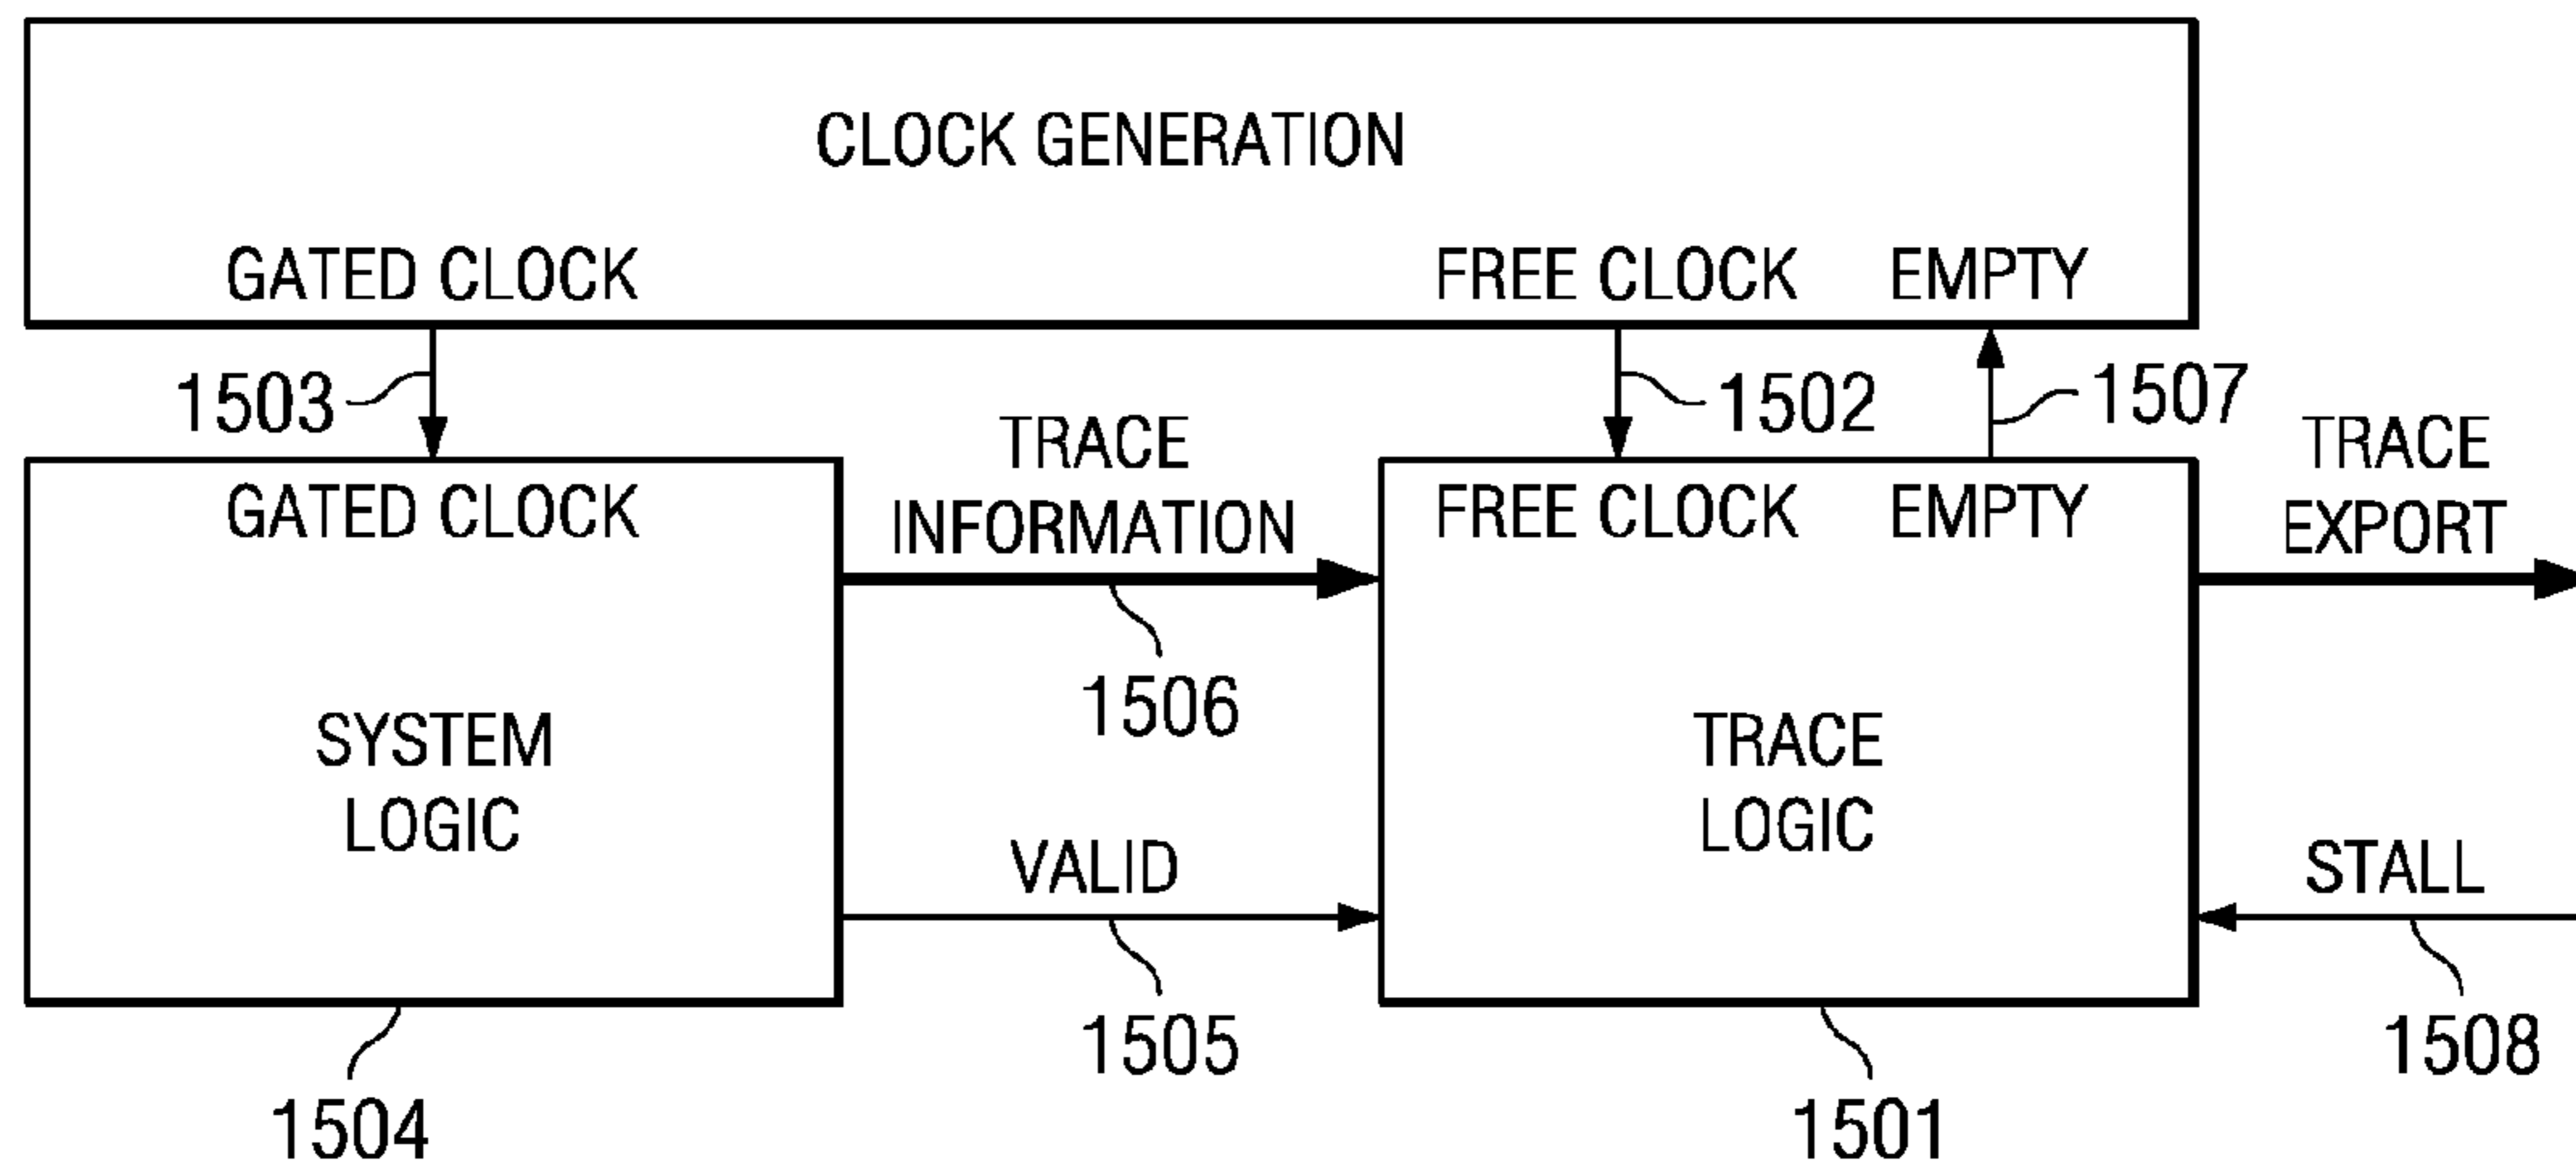 CLOCK GENERATION
GATED CLOCK
FREE CLOCK
EMPTY
1503
1502
1507
TRACE
INFORMATION
TRACE
EXPORT
GATED CLOCK
FREE CLOCK
EMPTY
1506
SYSTEM
LOGIC
TRACE
LOGIC
VALID
STALL
1505
1508
1504
1501